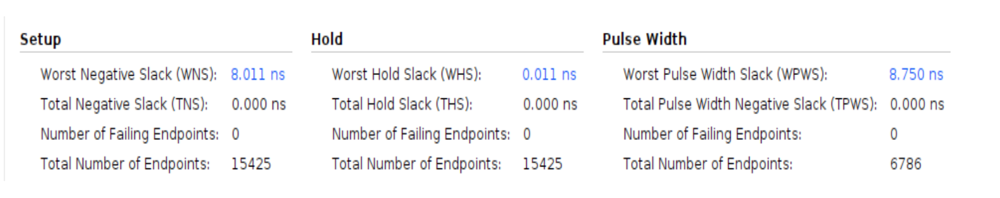 Setup
Worst Negative Slack (WNS): 8.011 ns
Total Negative Slack (TNS): 0.000 ns
Number of Failing Endpoints: 0
Total Number of Endpoints: 15425
Hold
Worst Hold Slack (WHS): 0.011 ns
Total Hold Slack (THS): 0.000 ns
Number of Failing Endpoints: 0
Total Number of Endpoints: 15425
Pulse Width
Worst Pulse Width Slack (WPWS): 8.750 ns
Total Pulse Width Negative Slack (TPWS): 0.000 ns
Number of Failing Endpoints: 0
Total Number of Endpoints: 6786